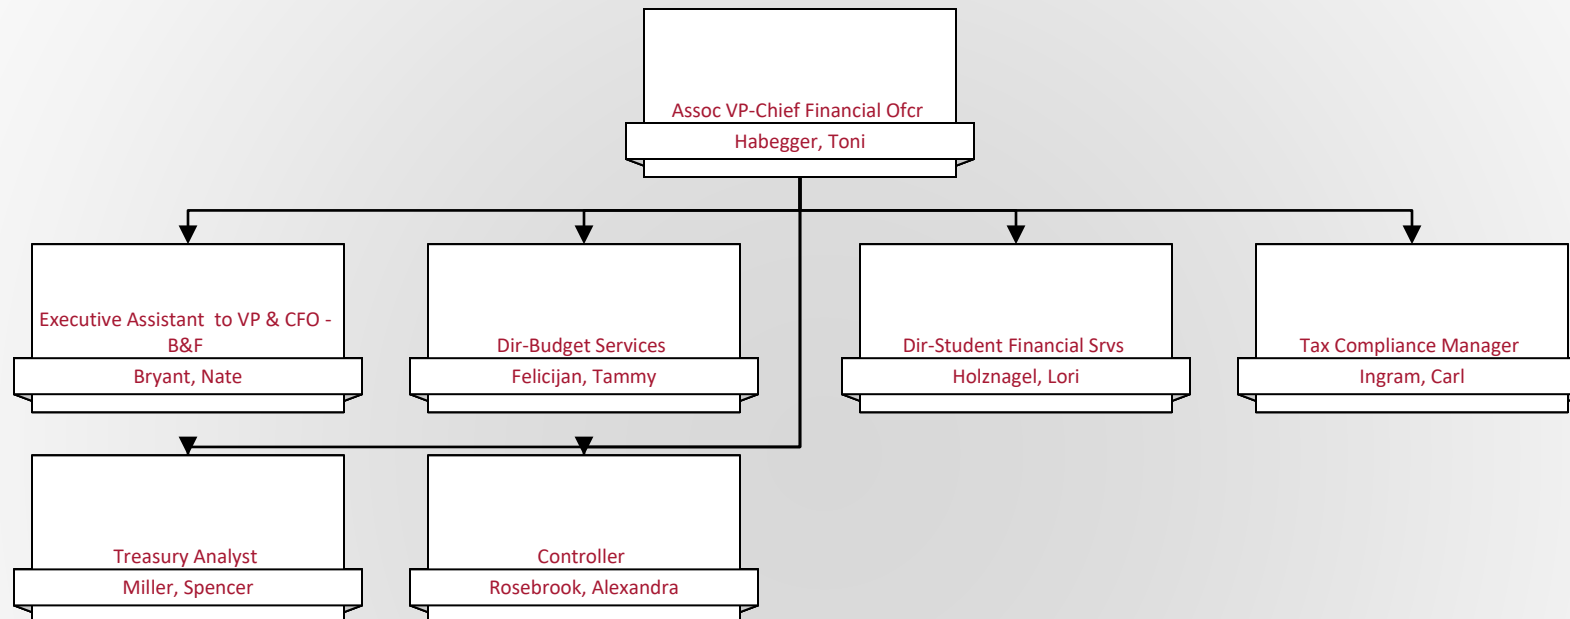 Assoc VP-Chief Financial Ofcr
Habegger, Toni
Executive Assistant  to VP & CFO -
B&F
Bryant, Nate
Dir-Budget Services
Felicijan, Tammy
Dir-Student Financial Srvs
Holznagel, Lori
Tax Compliance Manager
Ingram, Carl
Treasury Analyst
Miller, Spencer
Controller
Rosebrook, Alexandra